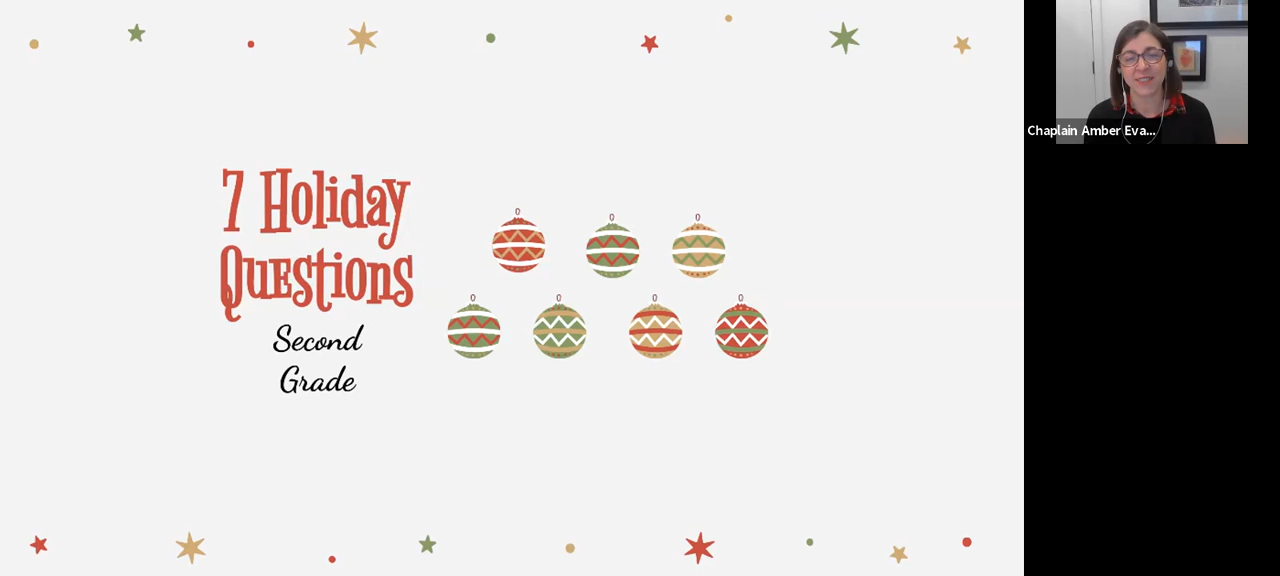 7 Holiday
Questions
Second
Grade
Chaplain Amber Eva...